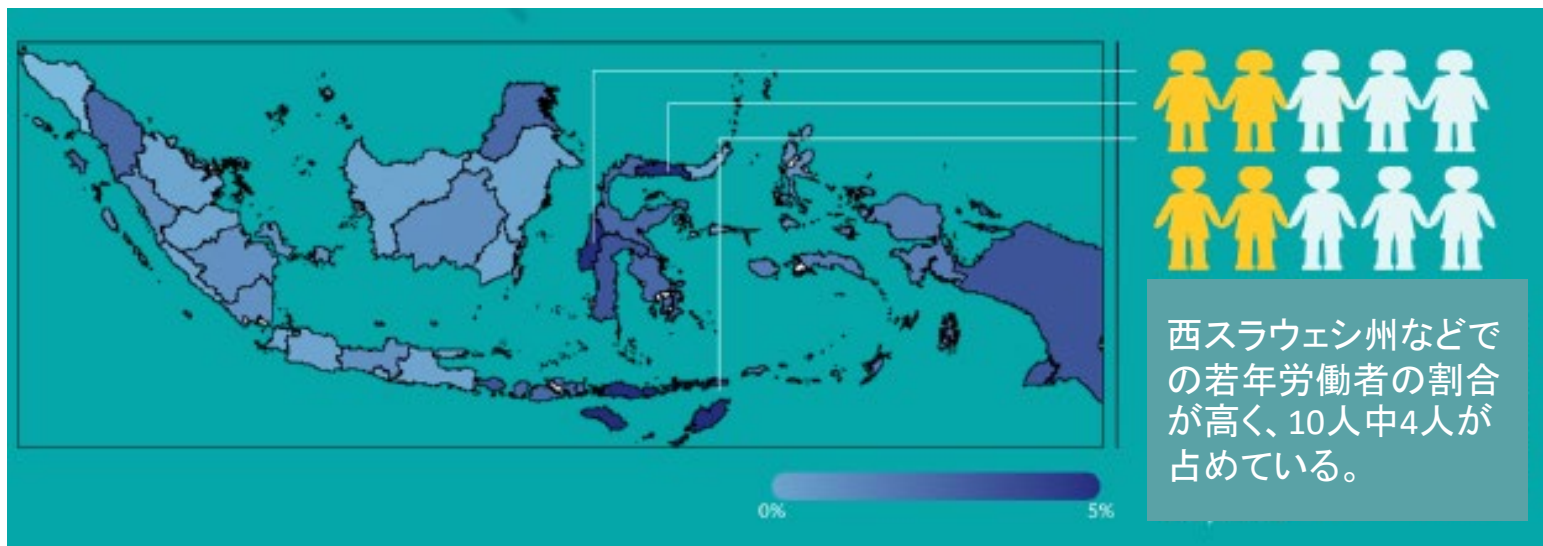 西スラウェシ州などで
の若年労働者の割合
が高く、10人中4人が
占めている。
0%
5%